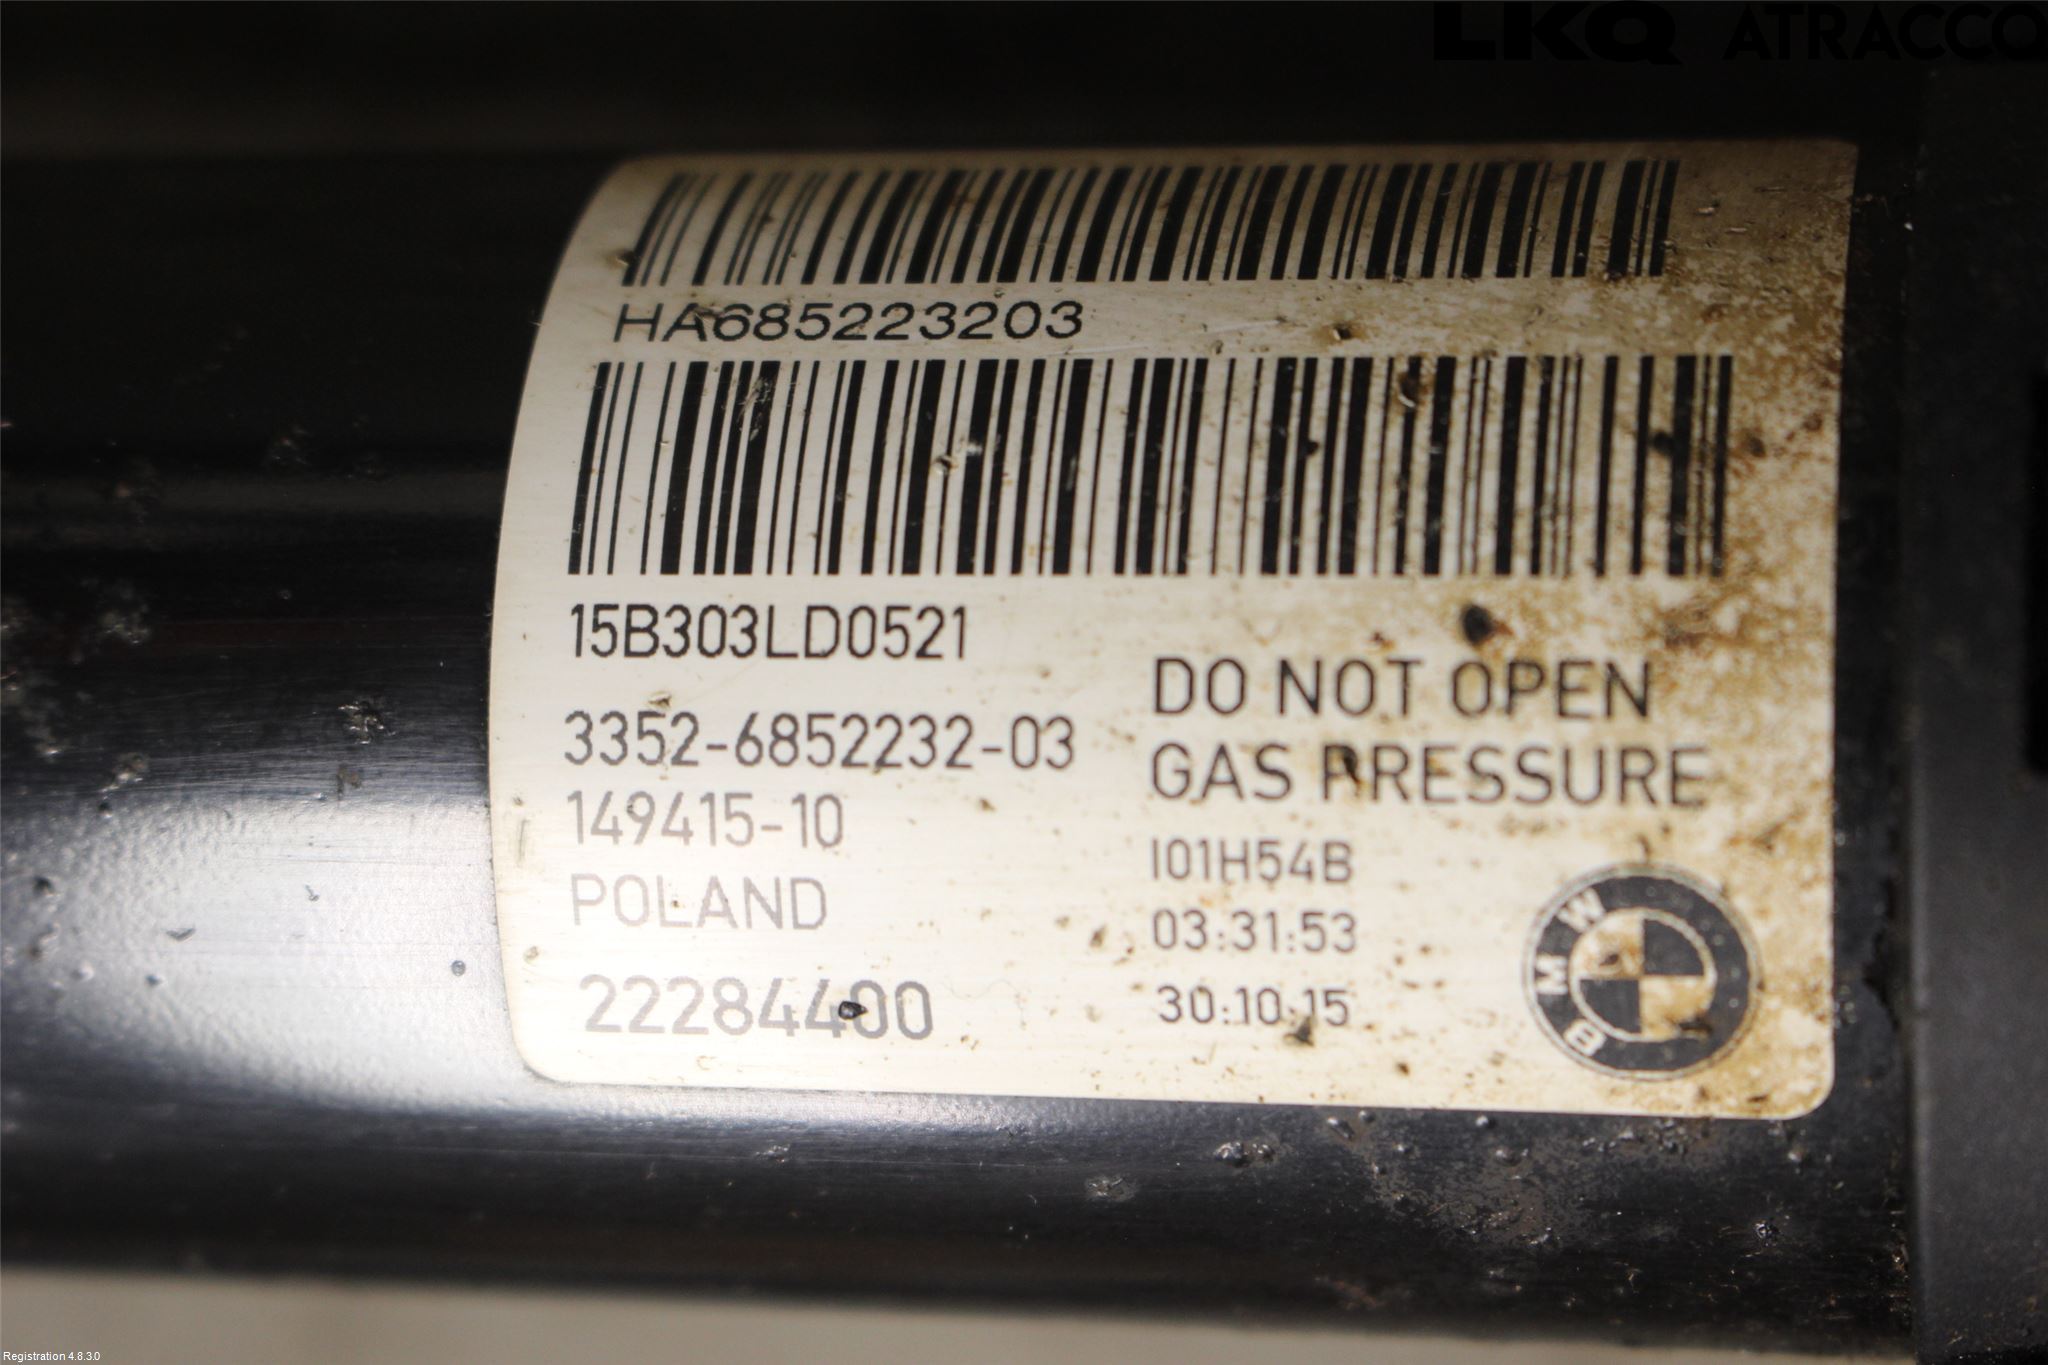 LKQ ATRACCO
HA685223203
15B303LD0521
3352-6852232-03
149415-10
POLAND
22284400
DO NOT OPEN
GAS PRESSURE
I01H54B
03:31:53
30:10:15
BMW
Registration 4.8.3.0